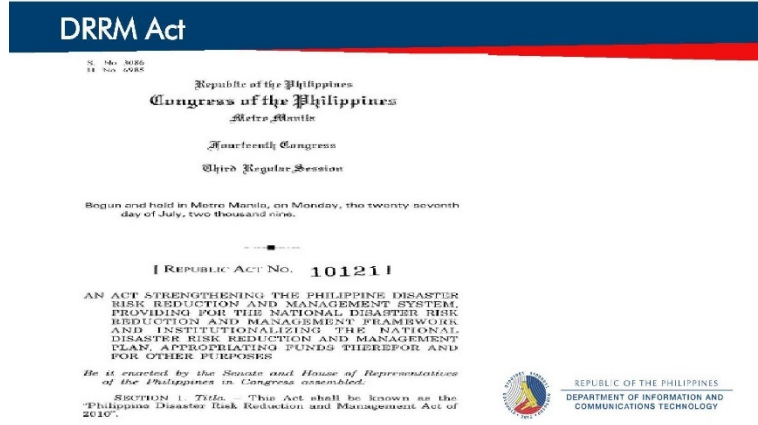 DRRM Act
S. No. 3086
H. No. 6985
Republic of the Philippines
Congress of the Philippines
Metro Manila
Fourteenth Congress
Third Regular Session
Begun and held in Metro Manila, on Monday, the twenty-seventh
day of July, two thousand nine.
[ REPUBLIC ACT NO. 10121 ]
AN ACT STRENGTHENING THE PHILIPPINE DISASTER
RISK REDUCTION AND MANAGEMENT SYSTEM,
PROVIDING FOR THE NATIONAL DISASTER RISK
REDUCTION AND MANAGEMENT FRAMEWORK
AND INSTITUTIONALIZING THE NATIONAL
DISASTER RISK REDUCTION AND MANAGEMENT
PLAN, APPROPRIATING FUNDS THEREFOR AND
FOR OTHER PURPOSES
Be it enacted by the Senate and House of Representatives
of the Philippines in Congress assembled:
SECTION 1. Title. – This Act shall be known as the
"Philippine Disaster Risk Reduction and Management Act of
2010".
REPUBLIC OF THE PHILIPPINES
DEPARTMENT OF INFORMATION AND
COMMUNICATIONS TECHNOLOGY